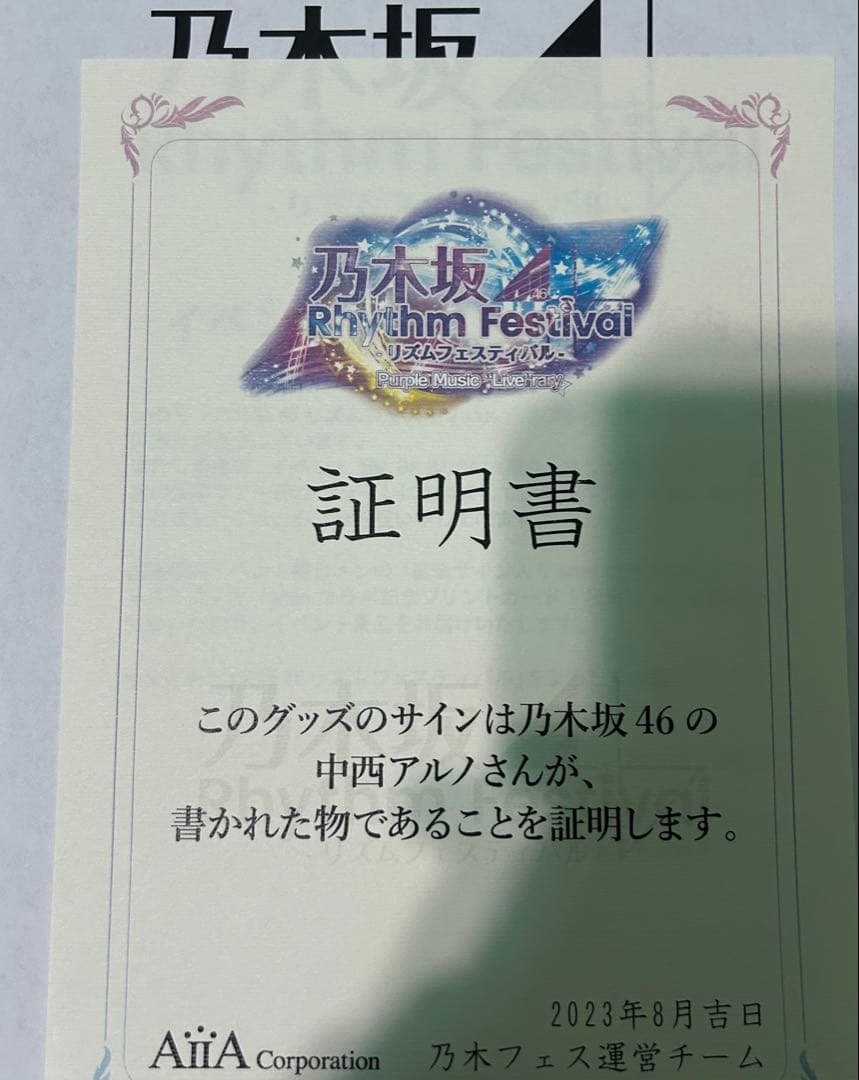 乃木坂
乃木坂46
Rhythm Festival
-リズムフェスティバル-
Purple Music "Live"rary
証明書
このグッズのサインは乃木坂46の
中西アルノさんが、
書かれた物であることを証明します。
2023年8月吉日
AiiA Corporation 乃木フェス運営チーム